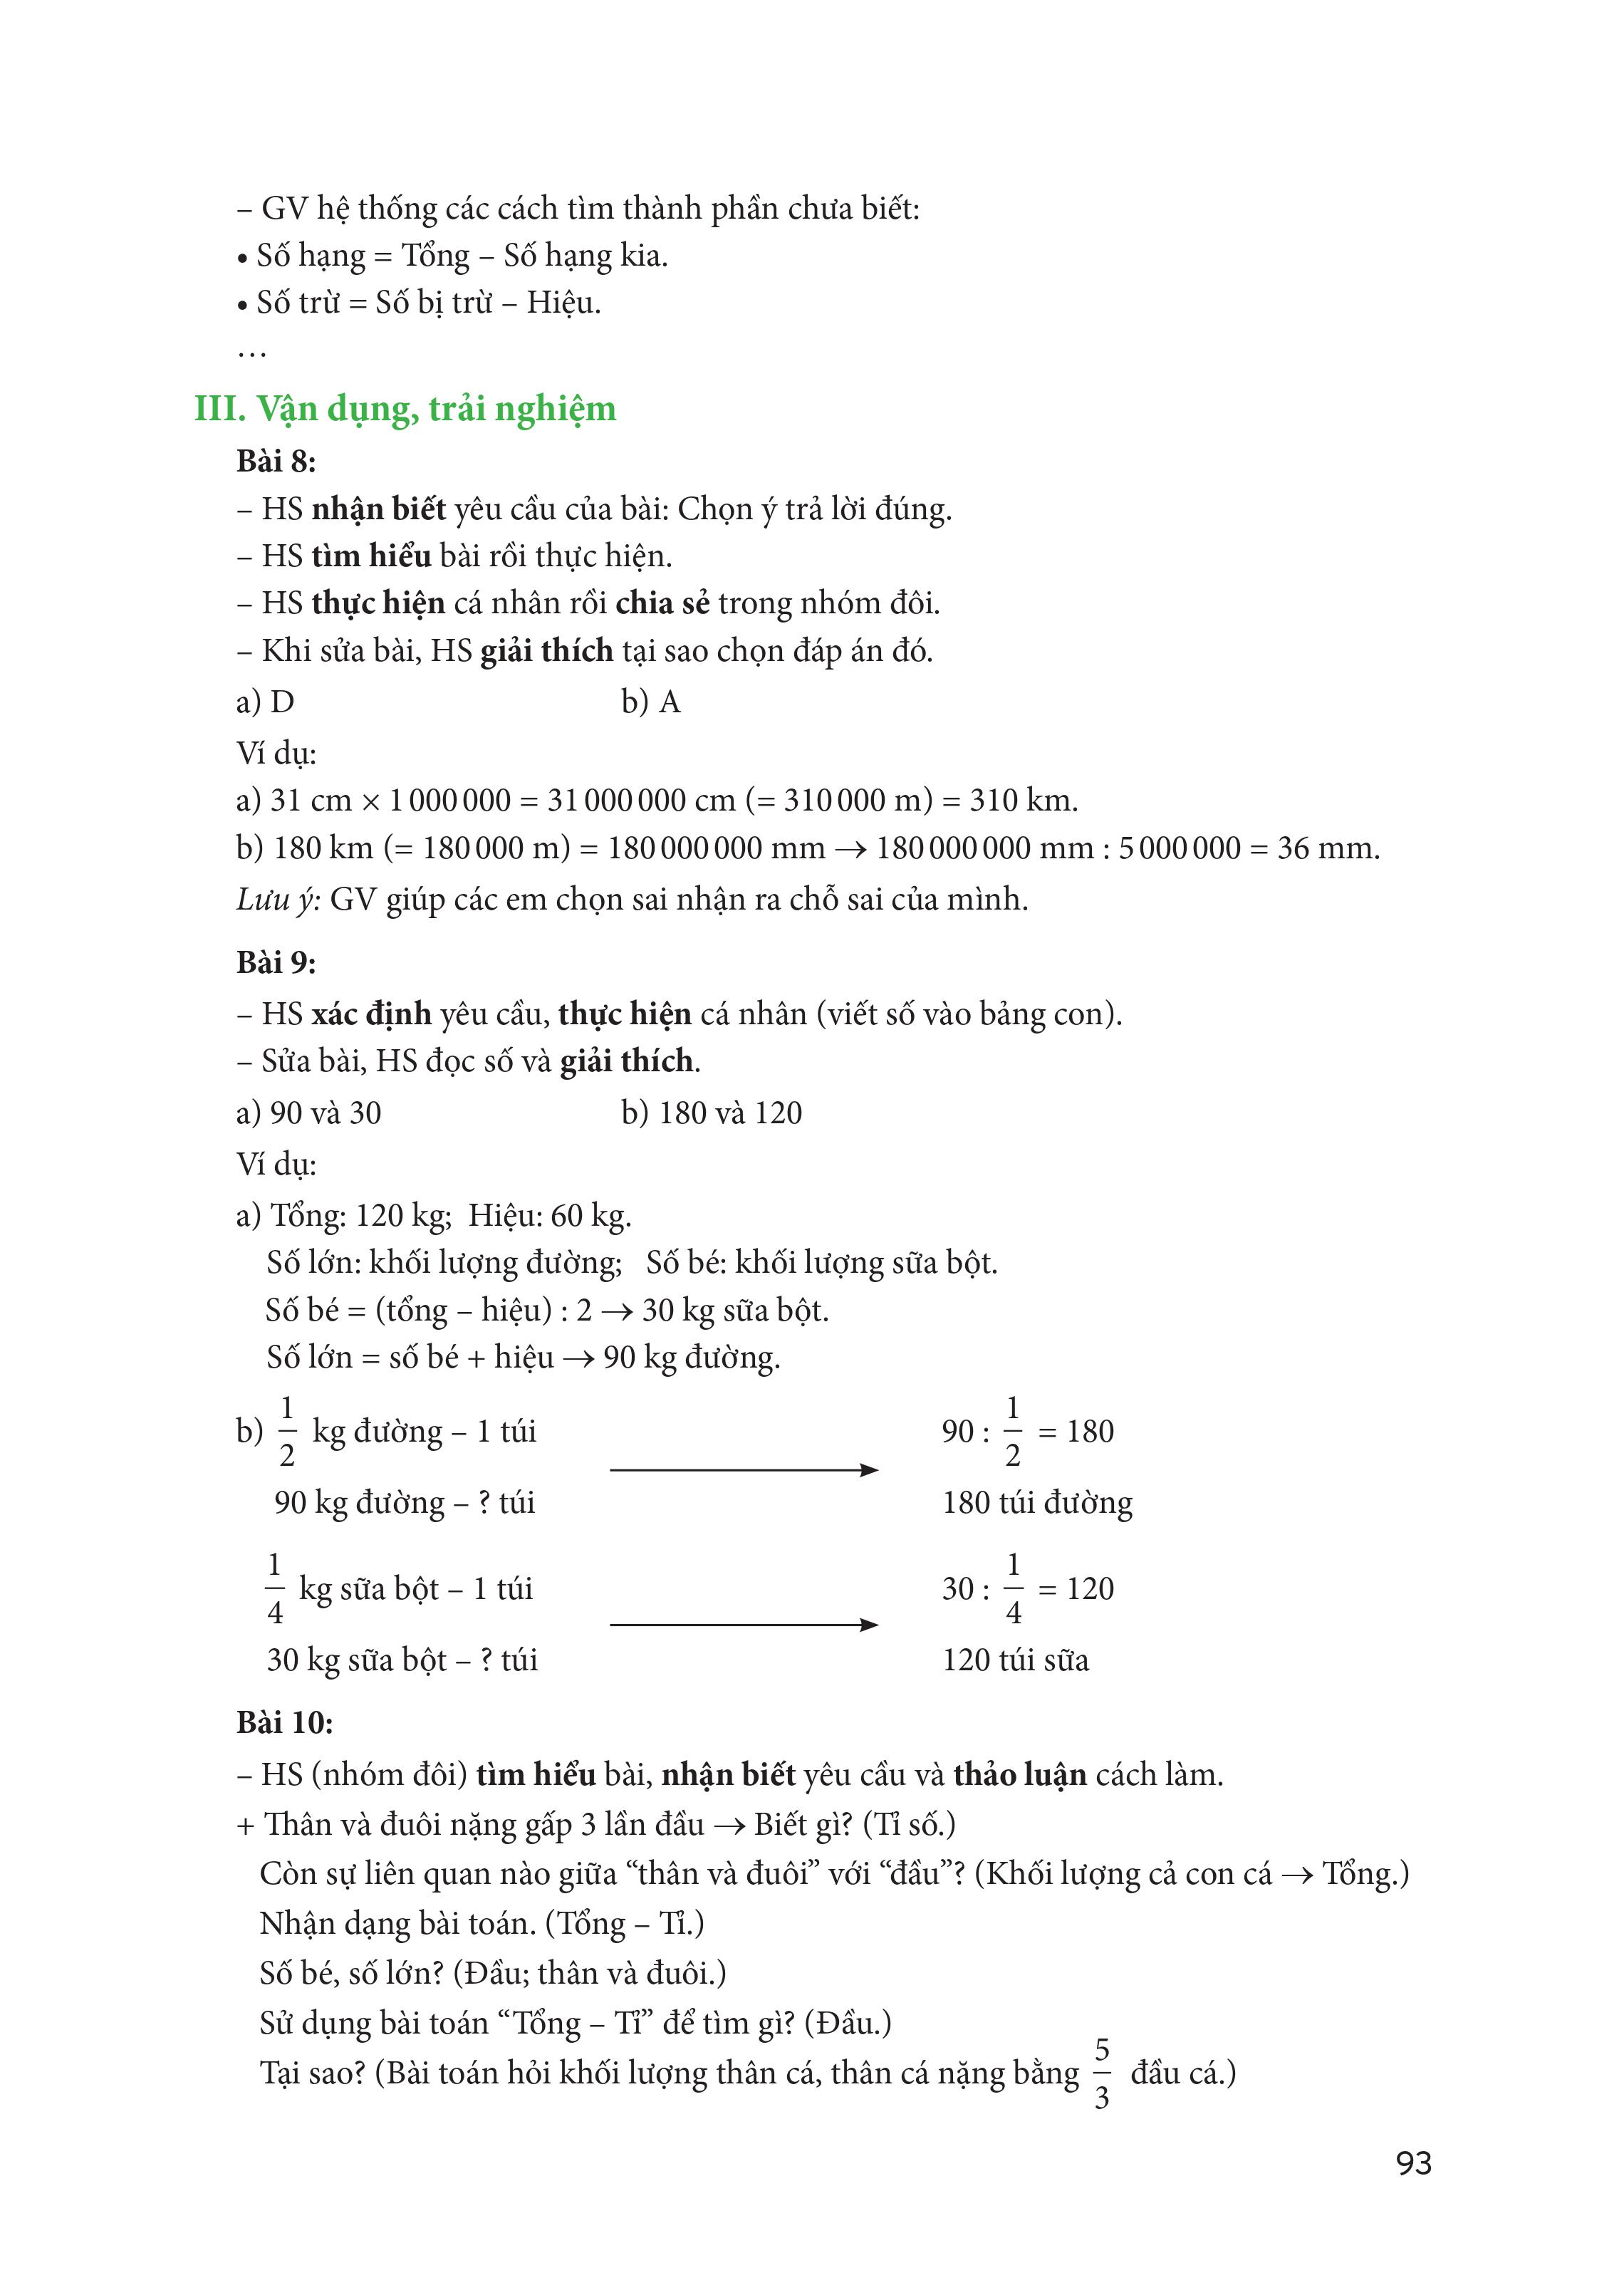 – GV hệ thống các cách tìm thành phần chưa biết:
• Số hạng = Tổng – Số hạng kia.
• Số trừ = Số bị trừ – Hiệu.
…
III. Vận dụng, trải nghiệm
Bài 8:
– HS nhận biết yêu cầu của bài: Chọn ý trả lời đúng.
– HS tìm hiểu bài rồi thực hiện.
– HS thực hiện cá nhân rồi chia sẻ trong nhóm đôi.
– Khi sửa bài, HS giải thích tại sao chọn đáp án đó.
a) D b) A
Ví dụ:
a) 31 cm × 1 000 000 = 31 000 000 cm (= 310 000 m) = 310 km.
b) 180 km (= 180 000 m) = 180 000 000 mm → 180 000 000 mm : 5 000 000 = 36 mm.
Lưu ý: GV giúp các em chọn sai nhận ra chỗ sai của mình.
Bài 9:
– HS xác định yêu cầu, thực hiện cá nhân (viết số vào bảng con).
– Sửa bài, HS đọc số và giải thích.
a) 90 và 30 b) 180 và 120
Ví dụ:
a) Tổng: 120 kg; Hiệu: 60 kg.
Số lớn: khối lượng đường; Số bé: khối lượng sữa bột.
Số bé = (tổng – hiệu) : 2 → 30 kg sữa bột.
Số lớn = số bé + hiệu → 90 kg đường.
b) 1/2 kg đường – 1 túi 90 : 1/2 = 180
90 kg đường – ? túi 180 túi đường
1/4 kg sữa bột – 1 túi 30 : 1/4 = 120
30 kg sữa bột – ? túi 120 túi sữa
Bài 10:
– HS (nhóm đôi) tìm hiểu bài, nhận biết yêu cầu và thảo luận cách làm.
+ Thân và đuôi nặng gấp 3 lần đầu → Biết gì? (Tỉ số.)
Còn sự liên quan nào giữa “thân và đuôi” với “đầu”? (Khối lượng cả con cá → Tổng.)
Nhận dạng bài toán. (Tổng – Tỉ.)
Số bé, số lớn? (Đầu; thân và đuôi.)
Sử dụng bài toán “Tổng – Tỉ” để tìm gì? (Đầu.)
Tại sao? (Bài toán hỏi khối lượng thân cá, thân cá nặng bằng 5/3 đầu cá.)
93